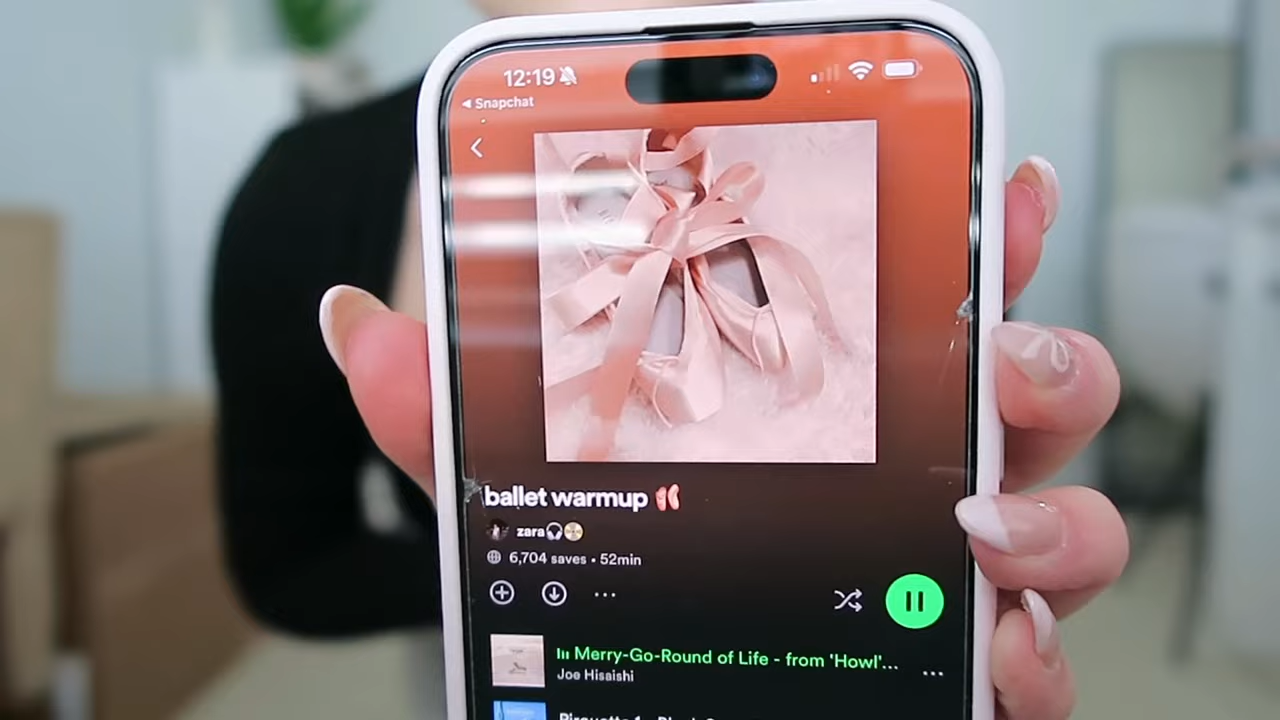 12:19
◀ Snapchat
ballet warmup 🩰
zara🎧📀
6,704 saves • 52min
Merry-Go-Round of Life - from 'Howl'...
Joe Hisaishi